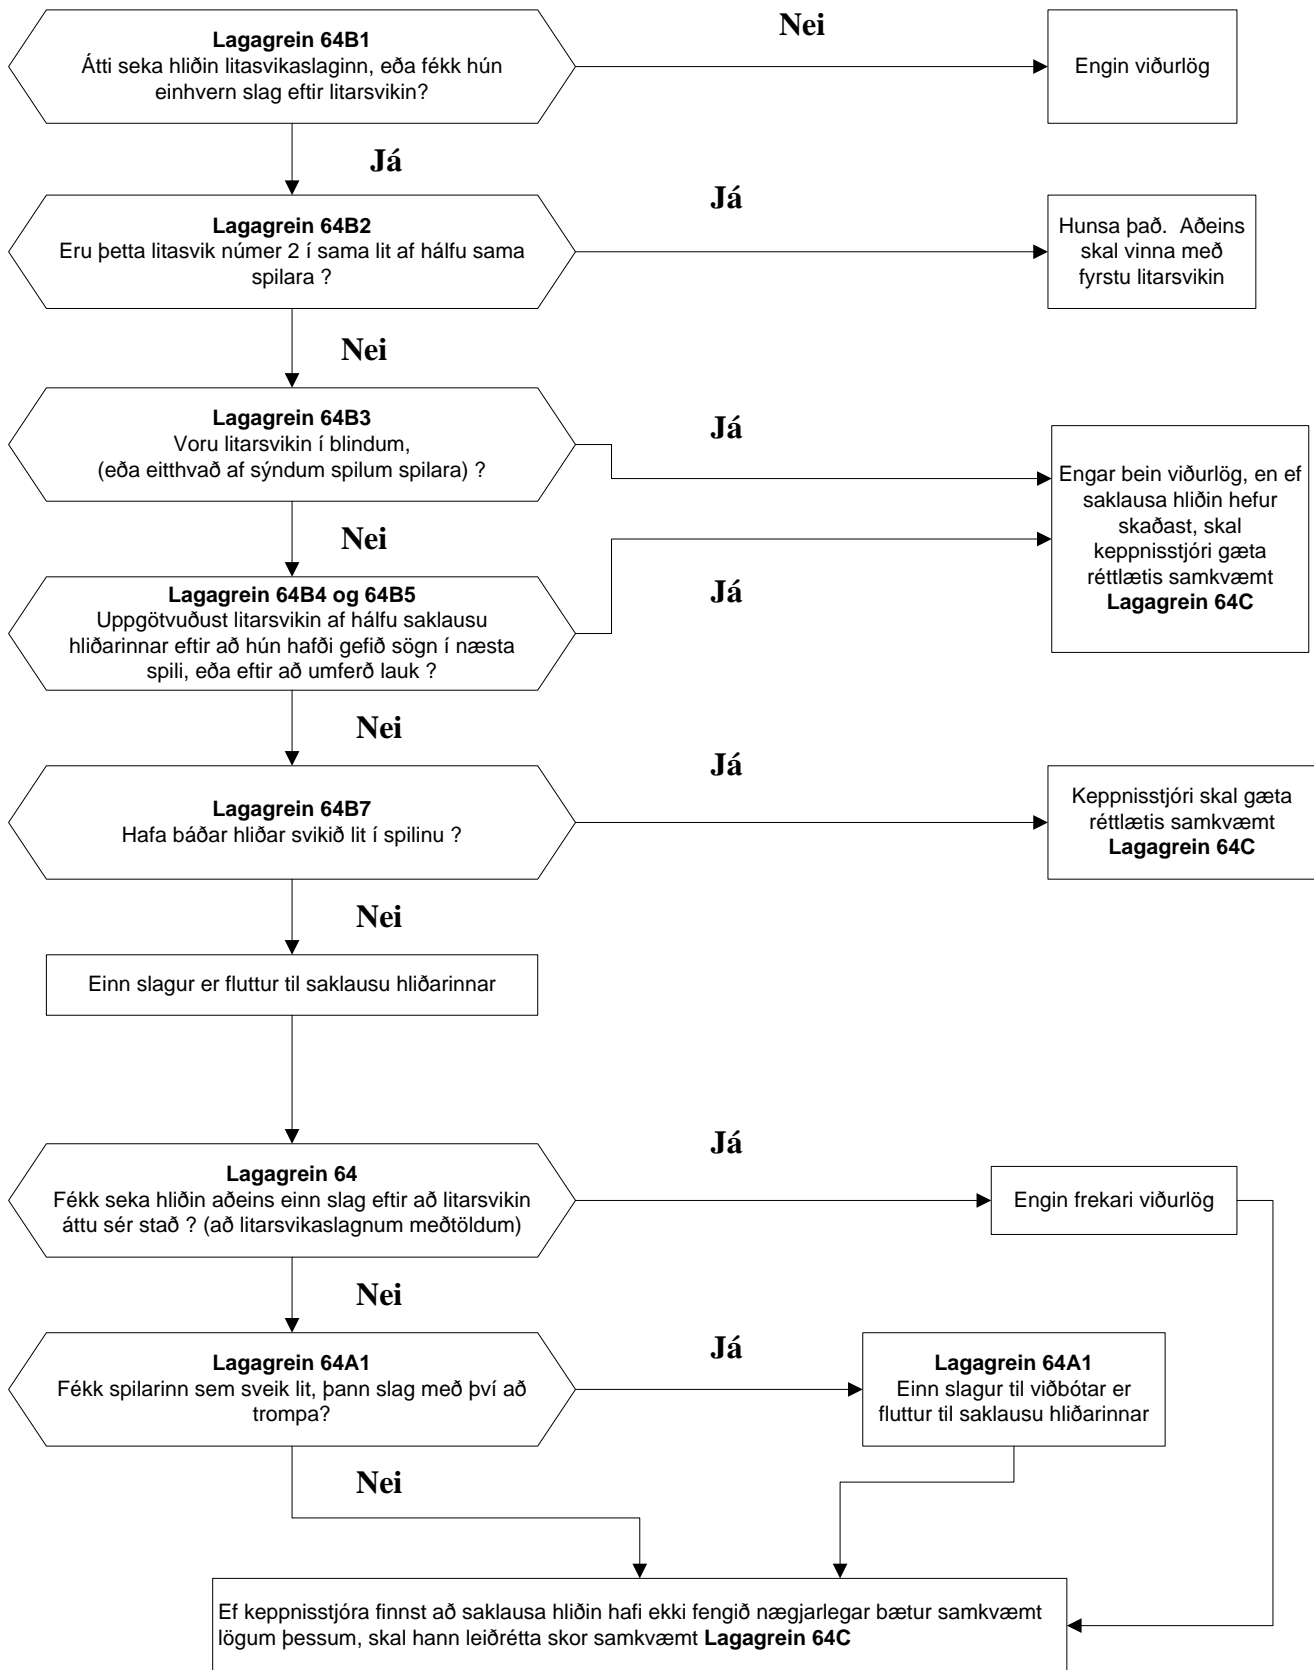 Lagagrein 64B1
Átti seka hliðin litasvikaslaginn, eða fékk hún
einhvern slag eftir litarsvikin?
Nei
Engin viðurlög
Já
Lagagrein 64B2
Eru þetta litasvik númer 2 í sama lit af hálfu sama
spilara ?
Já
Hunsa það.  Aðeins
skal vinna með
fyrstu litarsvikin
Nei
Lagagrein 64B3
Voru litarsvikin í blindum,
(eða eitthvað af sýndum spilum spilara) ?
Já
Engar bein viðurlög, en ef
saklausa hliðin hefur
skaðast, skal
keppnisstjóri gæta
réttlætis samkvæmt
Lagagrein 64C
Nei
Lagagrein 64B4 og 64B5
Uppgötvuðust litarsvikin af hálfu saklausu
hliðarinnar eftir að hún hafði gefið sögn í næsta
spili, eða eftir að umferð lauk ?
Já
Nei
Lagagrein 64B7
Hafa báðar hliðar svikið lit í spilinu ?
Já
Keppnisstjóri skal gæta
réttlætis samkvæmt
Lagagrein 64C
Nei
Einn slagur er fluttur til saklausu hliðarinnar
Lagagrein 64
Fékk seka hliðin aðeins einn slag eftir að litarsvikin
áttu sér stað ? (að litarsvikaslagnum meðtöldum)
Já
Engin frekari viðurlög
Nei
Lagagrein 64A1
Fékk spilarinn sem sveik lit, þann slag með því að
trompa?
Já
Lagagrein 64A1
Einn slagur til viðbótar er
fluttur til saklausu hliðarinnar
Nei
Ef keppnisstjóra finnst að saklausa hliðin hafi ekki fengið nægjarlegar bætur samkvæmt
lögum þessum, skal hann leiðrétta skor samkvæmt Lagagrein 64C